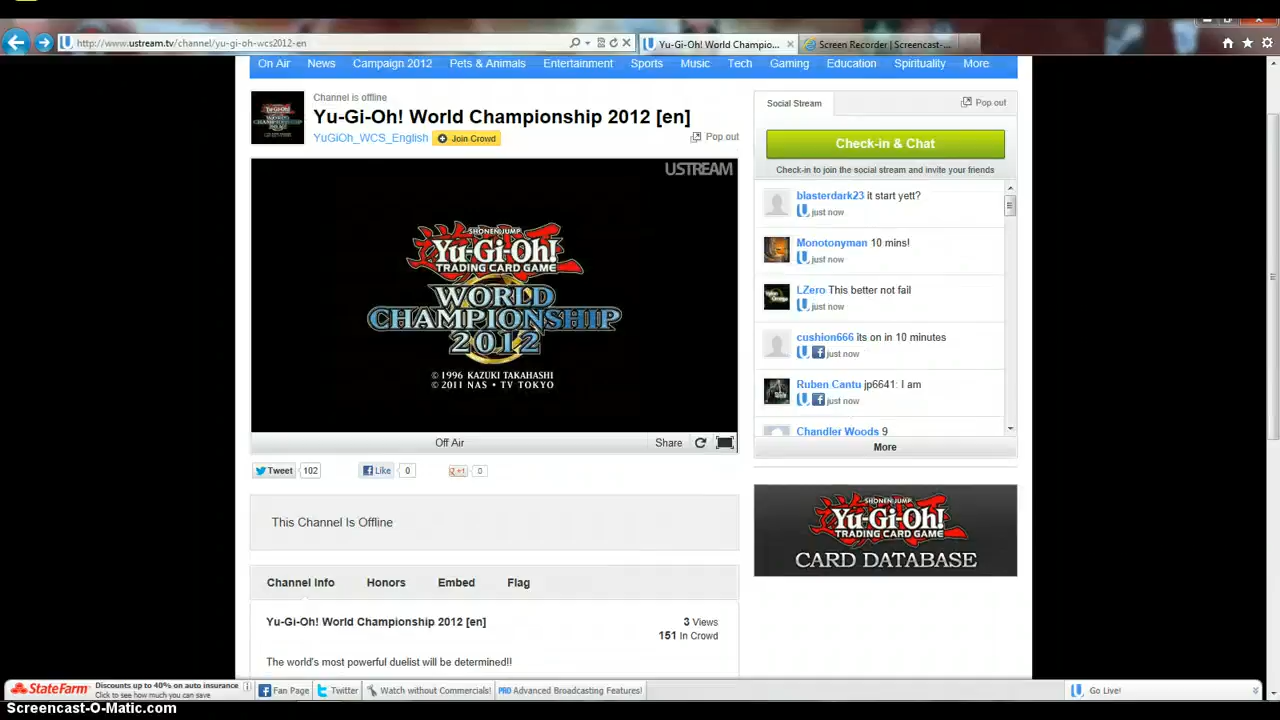 http://www.ustream.tv/channel/yu-gi-oh-wcs2012-en
Yu-Gi-Oh! World Champio...
Screen Recorder | Screencast-...
On Air News Campaign 2012 Pets & Animals Entertainment Sports Music Tech Gaming Education Spirituality More
Channel is offline
Yu-Gi-Oh! World Championship 2012 [en]
YuGiOh_WCS_English
Join Crowd
Pop out
USTREAM
SHONEN JUMP
Yu-Gi-Oh!
TRADING CARD GAME
WORLD
CHAMPIONSHIP
2012
© 1996 KAZUKI TAKAHASHI
© 2011 NAS • TV TOKYO
Off Air
Share
Tweet 102
Like 0
+1 0
This Channel Is Offline
Channel Info Honors Embed Flag
Yu-Gi-Oh! World Championship 2012 [en]
3 Views
151 In Crowd
The world's most powerful duelist will be determined!!
Social Stream
Pop out
Check-in & Chat
Check-in to join the social stream and invite your friends
blasterdark23 it start yett?
just now
Monotonyman 10 mins!
just now
LZero This better not fail
just now
cushion666 its on in 10 minutes
just now
Ruben Cantu jp6641: I am
just now
Chandler Woods 9
More
SHONEN JUMP
Yu-Gi-Oh!
TRADING CARD GAME
CARD DATABASE
StateFarm
Discounts up to 40% on auto insurance
Click to see how much you can save
Fan Page
Twitter
Watch without Commercials!
PRO Advanced Broadcasting Features!
Go Live!
Screencast-O-Matic.com